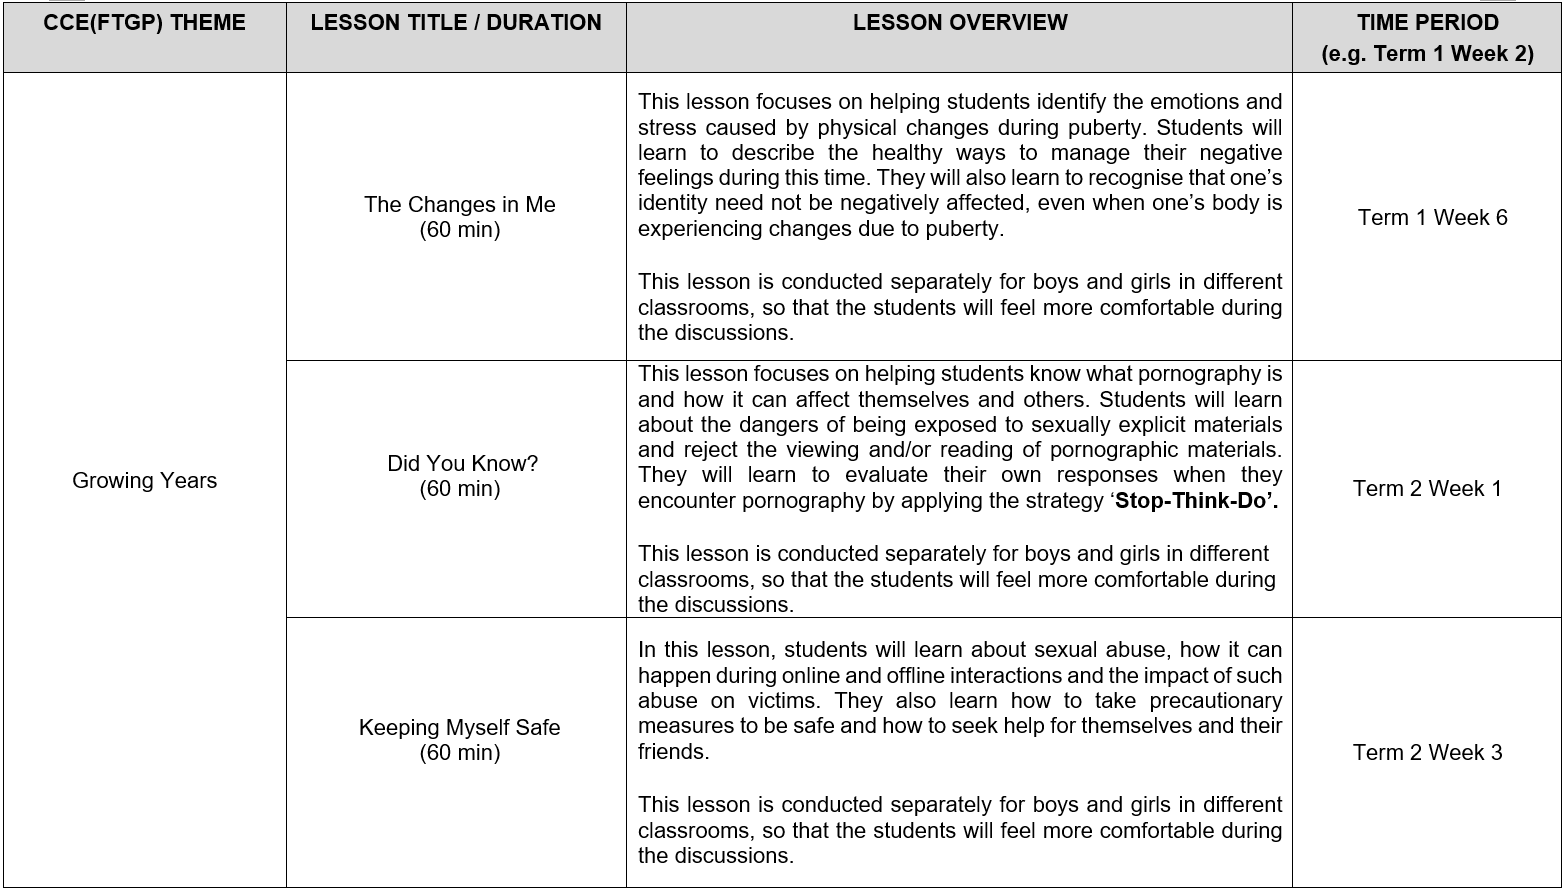 CCE(FTGP) THEME
LESSON TITLE / DURATION
LESSON OVERVIEW
TIME PERIOD
(e.g. Term 1 Week 2)
Growing Years
The Changes in Me
(60 min)
This lesson focuses on helping students identify the emotions and
stress caused by physical changes during puberty. Students will
learn to describe the healthy ways to manage their negative
feelings during this time. They will also learn to recognise that one’s
identity need not be negatively affected, even when one’s body is
experiencing changes due to puberty.
This lesson is conducted separately for boys and girls in different
classrooms, so that the students will feel more comfortable during
the discussions.
Term 1 Week 6
Did You Know?
(60 min)
This lesson focuses on helping students know what pornography is
and how it can affect themselves and others. Students will learn
about the dangers of being exposed to sexually explicit materials
and reject the viewing and/or reading of pornographic materials.
They will learn to evaluate their own responses when they
encounter pornography by applying the strategy ‘Stop-Think-Do’.
This lesson is conducted separately for boys and girls in different
classrooms, so that the students will feel more comfortable during
the discussions.
Term 2 Week 1
Keeping Myself Safe
(60 min)
In this lesson, students will learn about sexual abuse, how it can
happen during online and offline interactions and the impact of such
abuse on victims. They also learn how to take precautionary
measures to be safe and how to seek help for themselves and their
friends.
This lesson is conducted separately for boys and girls in different
classrooms, so that the students will feel more comfortable during
the discussions.
Term 2 Week 3